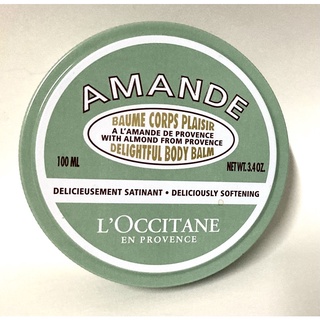 AMANDE
BAUME CORPS PLAISIR
A L'AMANDE DE PROVENCE
WITH ALMOND FROM PROVENCE
DELIGHTFUL BODY BALM
100 ML NET WT. 3.4 OZ.
DELICIEUSEMENT SATINANT • DELICIOUSLY SOFTENING
L'OCCITANE
EN PROVENCE